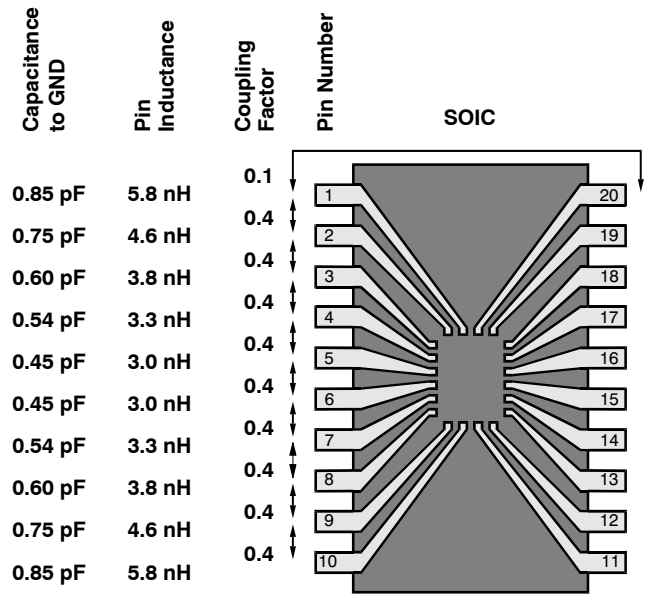 Capacitance
to GND
Pin
Inductance
Coupling
Factor
Pin Number
SOIC
0.1
0.85 pF 5.8 nH 1 20
0.4
0.75 pF 4.6 nH 2 19
0.4
0.60 pF 3.8 nH 3 18
0.4
0.54 pF 3.3 nH 4 17
0.4
0.45 pF 3.0 nH 5 16
0.4
0.45 pF 3.0 nH 6 15
0.4
0.54 pF 3.3 nH 7 14
0.4
0.60 pF 3.8 nH 8 13
0.4
0.75 pF 4.6 nH 9 12
0.4
0.85 pF 5.8 nH 10 11